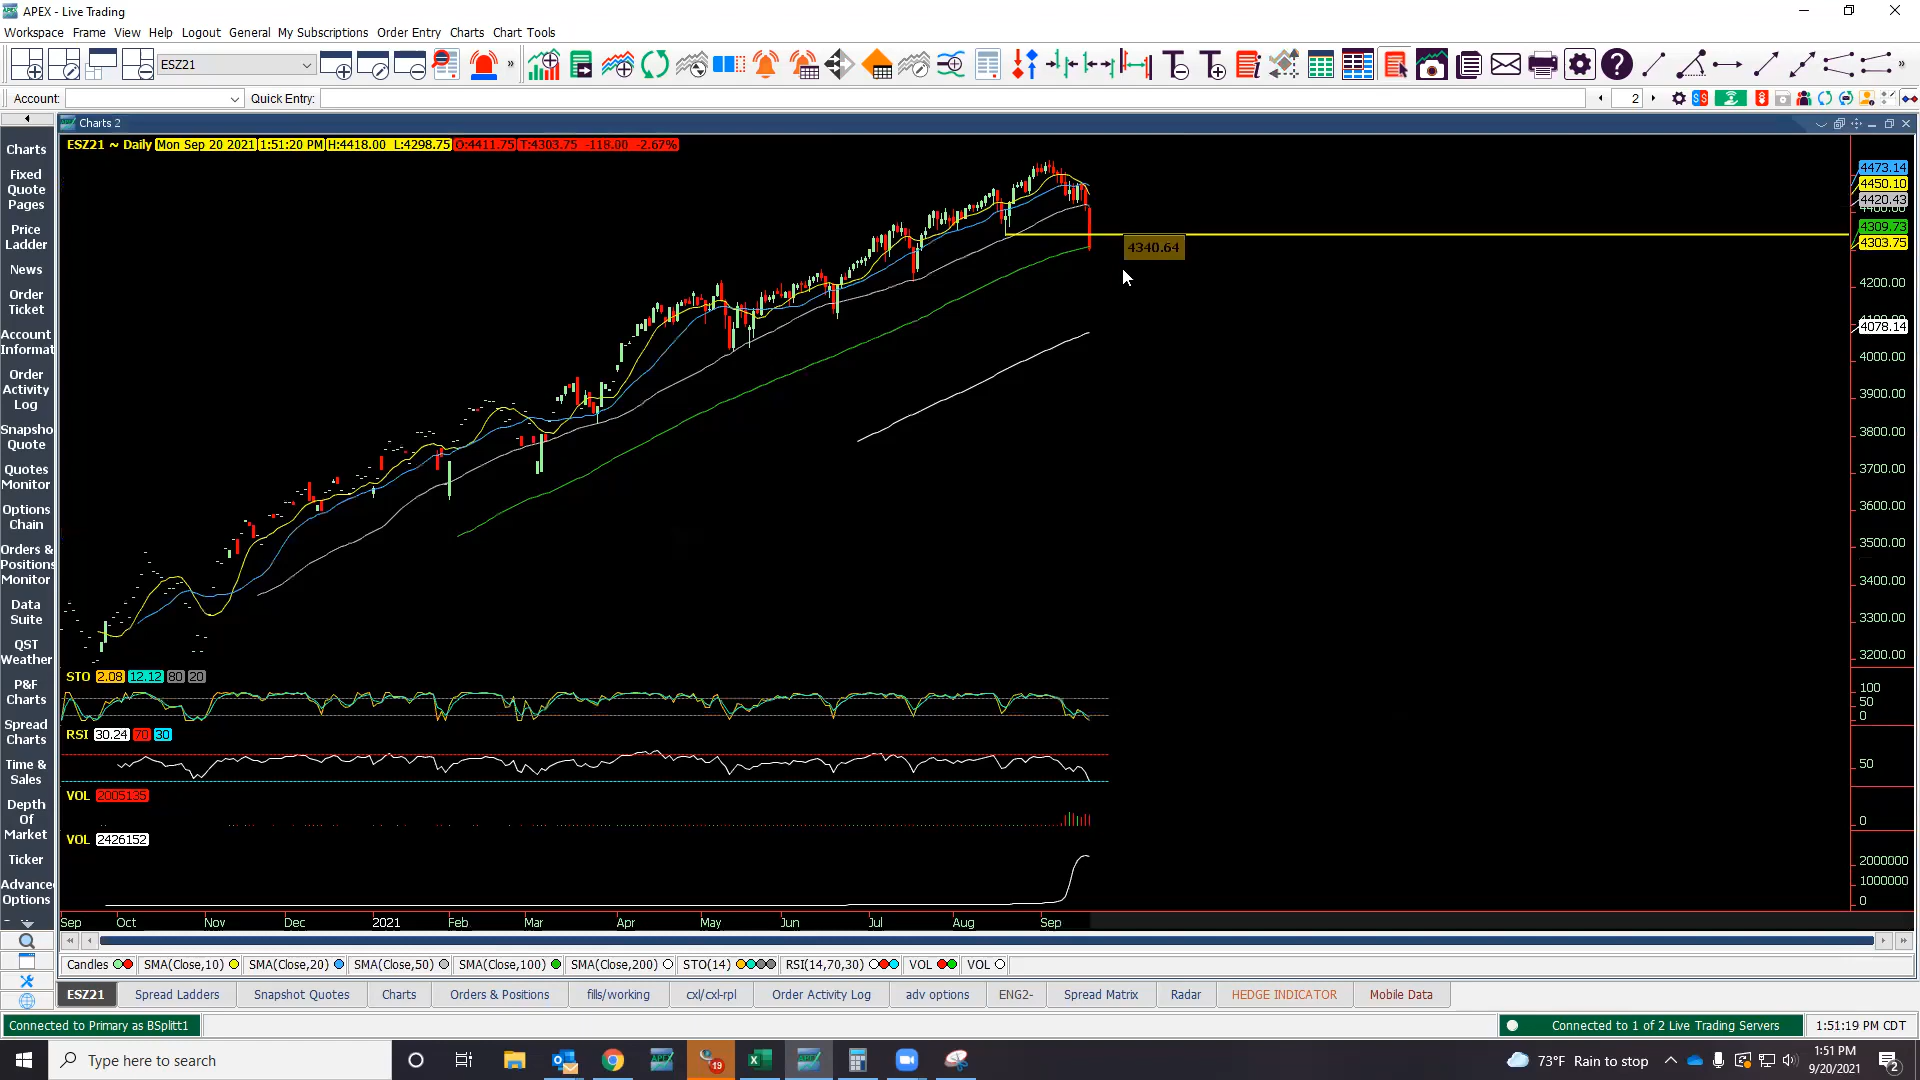 APEX - Live Trading
Workspace Frame View Help Logout General My Subscriptions Order Entry Charts Chart Tools
ESZ21
Account: Quick Entry: 2
Charts 2
ESZ21 ~ Daily Mon Sep 20 2021 1:51:20 PM H:4418.00 L:4298.75 O:4411.75 T:4303.75 -118.00 -2.67%
Charts
Fixed
Quote
Pages
Price
Ladder
News
Order
Ticket
Account
Informat
Order
Activity
Log
Snapsho
Quote
Quotes
Monitor
Options
Chain
Orders &
Positions
Monitor
Data
Suite
QST
Weather
P&F
Charts
Spread
Charts
Time &
Sales
Depth
Of
Market
Ticker
Advance
Options
4473.14
4450.10
4420.43
4309.73
4303.75
4340.64
4200.00
4078.14
4000.00
3900.00
3800.00
3700.00
3600.00
3500.00
3400.00
3300.00
3200.00
STO 2.08 12.12 80 20
100
50
0
RSI 30.24 70 30
50
VOL 2005135
0
VOL 2426152
2000000
1000000
0
Sep Oct Nov Dec 2021 Feb Mar Apr May Jun Jul Aug Sep
Candles SMA(Close,10) SMA(Close,20) SMA(Close,50) SMA(Close,100) SMA(Close,200) STO(14) RSI(14,70,30) VOL VOL
ESZ21 Spread Ladders Snapshot Quotes Charts Orders & Positions fills/working cxl/cxl-rpl Order Activity Log adv options ENG2- Spread Matrix Radar HEDGE INDICATOR Mobile Data
Connected to Primary as BSplitt1 Connected to 1 of 2 Live Trading Servers 1:51:19 PM CDT
Type here to search 19 73°F Rain to stop 1:51 PM
9/20/2021 2